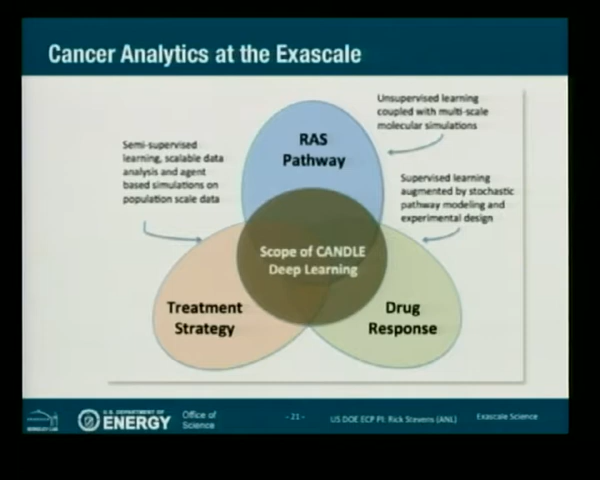 Cancer Analytics at the Exascale
Unsupervised learning
coupled with multi-scale
molecular simulations
RAS
Pathway
Semi-supervised
learning, scalable data
analysis and agent
based simulations on
population scale data
Supervised learning
augmented by stochastic
pathway modeling and
experimental design
Scope of CANDLE
Deep Learning
Treatment
Strategy
Drug
Response
BERKELEY LAB
U.S. DEPARTMENT OF
ENERGY
Office of
Science
- 21 -
US DOE ECP PI: Rick Stevens (ANL)
Exascale Science